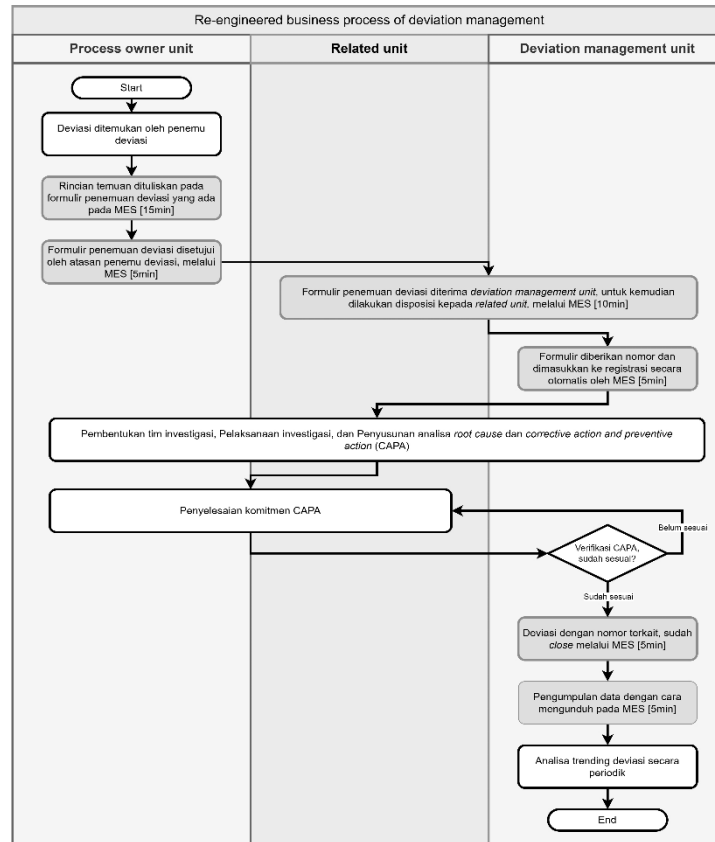 Re-engineered business process of deviation management
Process owner unit
Related unit
Deviation management unit
Start
Deviasi ditemukan oleh penemu
deviasi
Rincian temuan dituliskan pada
formulir penemuan deviasi yang ada
pada MES [15min]
Formulir penemuan deviasi disetujui
oleh atasan penemu deviasi, melalui
MES [5min]
Formulir penemuan deviasi diterima deviation management unit, untuk kemudian
dilakukan disposisi kepada related unit, melalui MES [10min]
Formulir diberikan nomor dan
dimasukkan ke registrasi secara
otomatis oleh MES [5min]
Pembentukan tim investigasi, Pelaksanaan investigasi, dan Penyusunan analisa root cause dan corrective action and preventive
action (CAPA)
Penyelesaian komitmen CAPA
Belum sesuai
Verifikasi CAPA,
sudah sesuai?
Sudah sesuai
Deviasi dengan nomor terkait, sudah
close melalui MES [5min]
Pengumpulan data dengan cara
mengunduh pada MES [5min]
Analisa trending deviasi secara
periodik
End